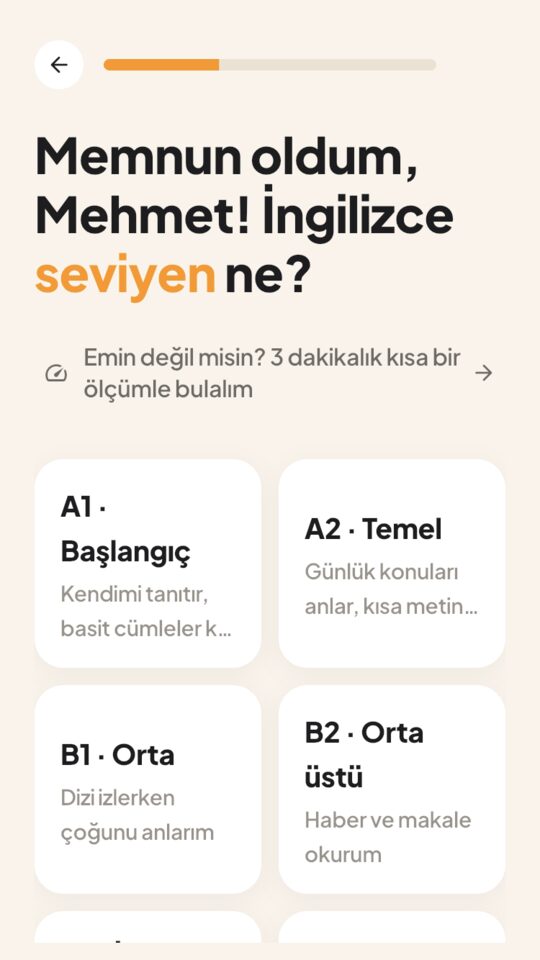 Memnun oldum,
Mehmet! İngilizce
seviyen ne?
Emin değil misin? 3 dakikalık kısa bir
ölçümle bulalım
A1 ·
Başlangıç
Kendimi tanıtır,
basit cümleler k...
A2 · Temel
Günlük konuları
anlar, kısa metin...
B1 · Orta
Dizi izlerken
çoğunu anlarım
B2 · Orta
üstü
Haber ve makale
okurum